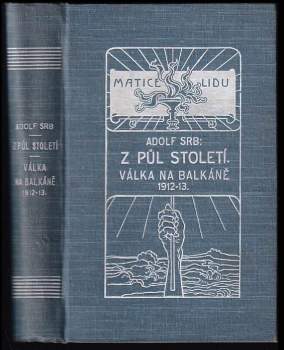 ADOLF SRB
Z PŮL STOLETÍ
VÁLKA
NA BALKÁNĚ
1912-13.
MATICE LIDU
ADOLF SRB:
Z PŮL STOLETÍ.
VÁLKA NA BALKÁNĚ
1912-13.